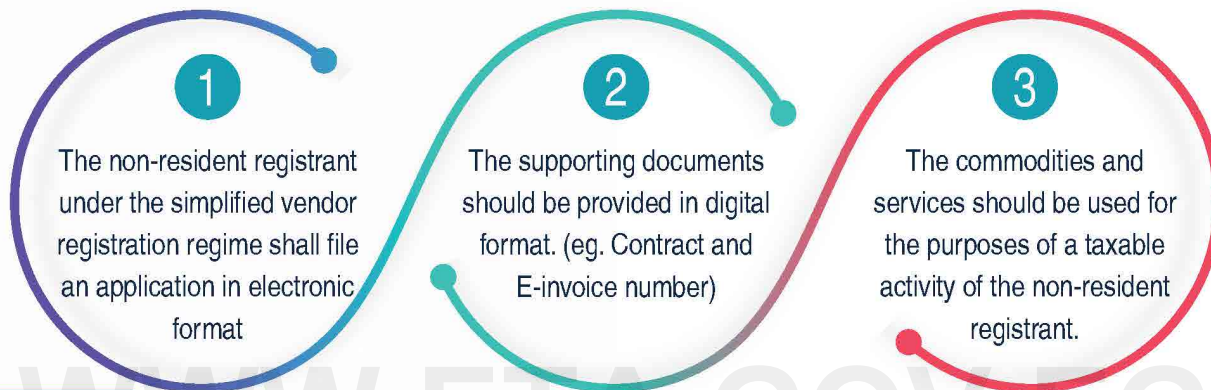 1
The non-resident registrant
under the simplified vendor
registration regime shall file
an application in electronic
format
2
The supporting documents
should be provided in digital
format. (eg. Contract and
E-invoice number)
3
The commodities and
services should be used for
the purposes of a taxable
activity of the non-resident
registrant.